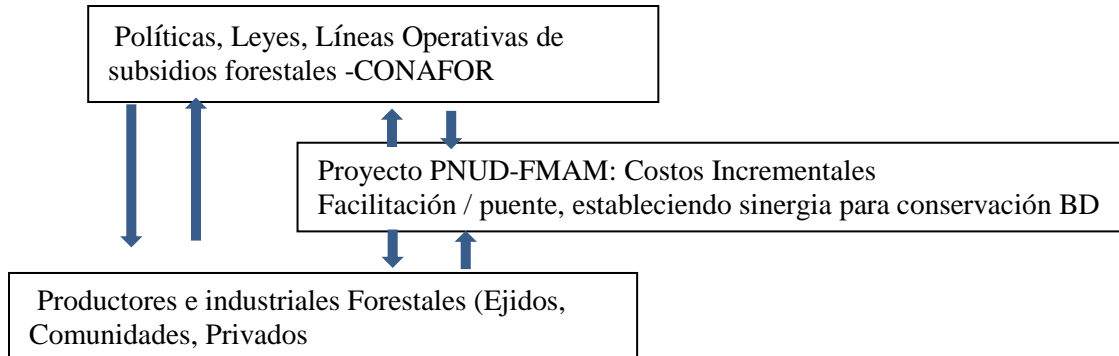 Políticas, Leyes, Líneas Operativas de
subsidios forestales -CONAFOR
Proyecto PNUD-FMAM: Costos Incrementales
Facilitación / puente, estableciendo sinergia para conservación BD
Productores e industriales Forestales (Ejidos,
Comunidades, Privados